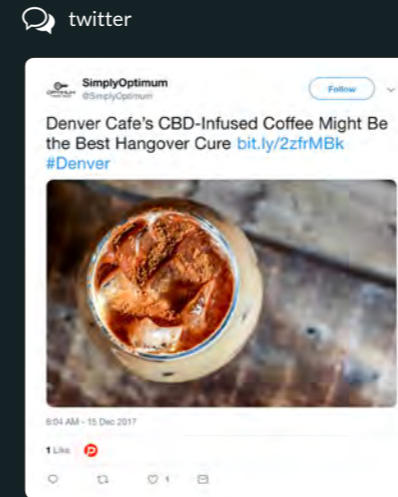 twitter
SimplyOptimum
@SimplyOptimum
Follow
Denver Cafe's CBD-Infused Coffee Might Be
the Best Hangover Cure bit.ly/2zfrMBk
#Denver
6:04 AM - 15 Dec 2017
1 Like
1